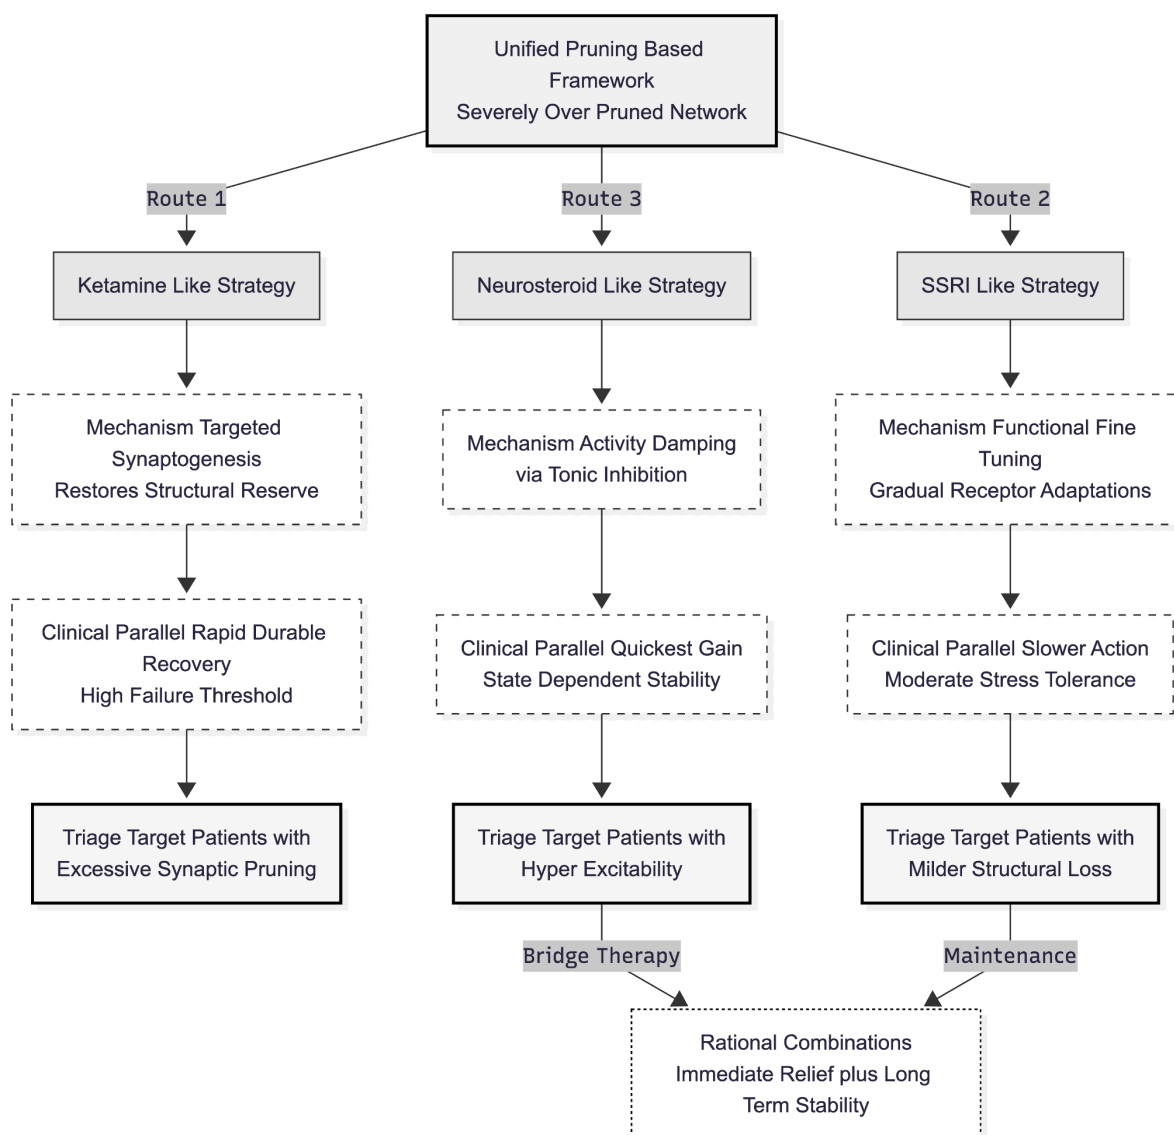 Unified Pruning Based
Framework
Severely Over Pruned Network
Route 1
Route 3
Route 2
Ketamine Like Strategy
Neurosteroid Like Strategy
SSRI Like Strategy
Mechanism Targeted
Synaptogenesis
Restores Structural Reserve
Mechanism Activity Damping
via Tonic Inhibition
Mechanism Functional Fine
Tuning
Gradual Receptor Adaptations
Clinical Parallel Rapid Durable
Recovery
High Failure Threshold
Clinical Parallel Quickest Gain
State Dependent Stability
Clinical Parallel Slower Action
Moderate Stress Tolerance
Triage Target Patients with
Excessive Synaptic Pruning
Triage Target Patients with
Hyper Excitability
Triage Target Patients with
Milder Structural Loss
Bridge Therapy
Maintenance
Rational Combinations
Immediate Relief plus Long
Term Stability